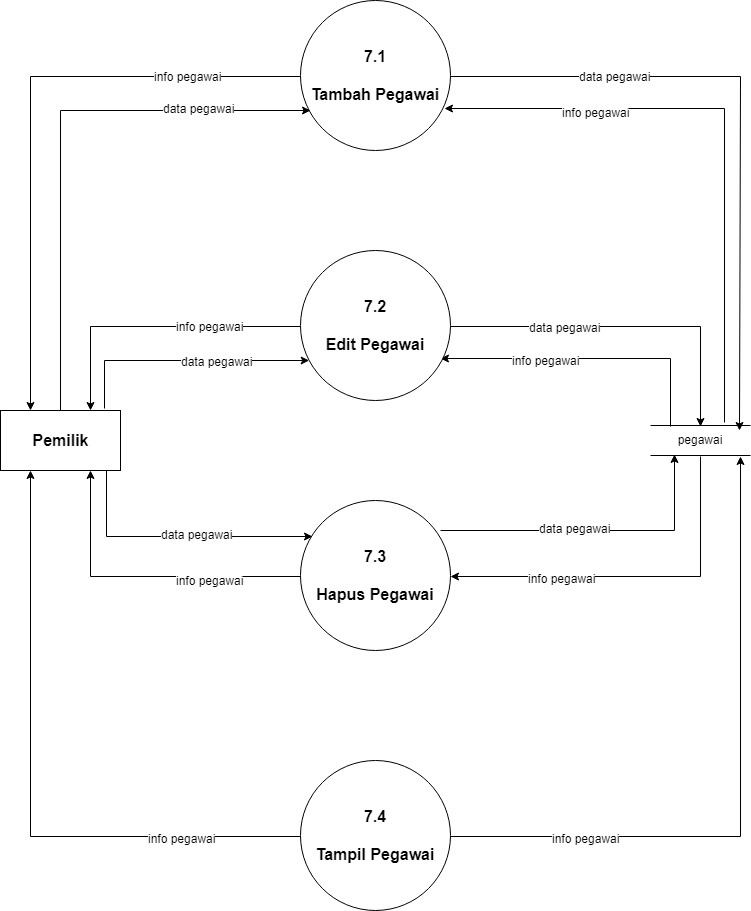 7.1
Tambah Pegawai
info pegawai
data pegawai
data pegawai
info pegawai
7.2
Edit Pegawai
info pegawai
data pegawai
data pegawai
info pegawai
Pemilik
pegawai
7.3
Hapus Pegawai
data pegawai
data pegawai
info pegawai
info pegawai
7.4
Tampil Pegawai
info pegawai
info pegawai